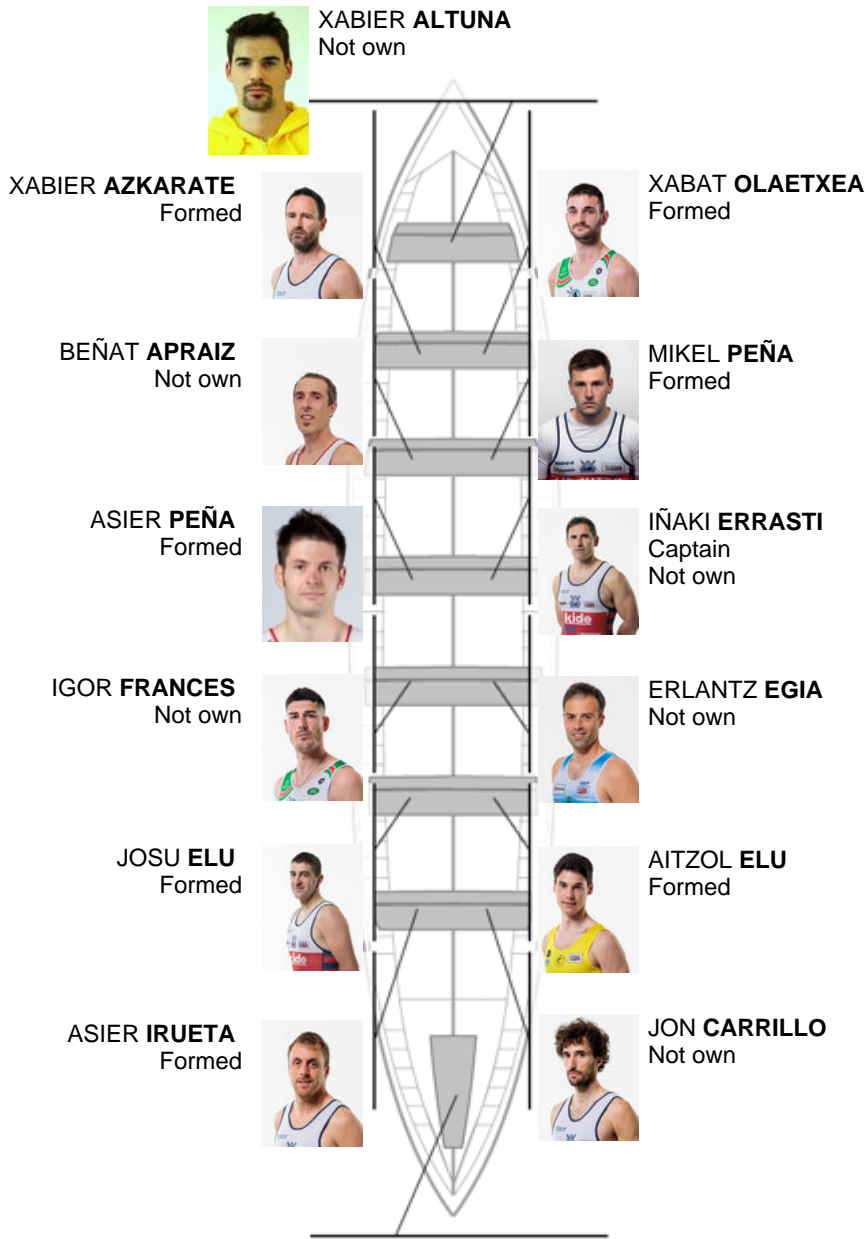 XABIER ALTUNA
Not own
XABIER AZKARATE
Formed
XABAT OLAETXEA
Formed
BEÑAT APRAIZ
Not own
MIKEL PEÑA
Formed
ASIER PEÑA
Formed
IÑAKI ERRASTI
Captain
Not own
kide
IGOR FRANCES
Not own
ERLANTZ EGIA
Not own
JOSU ELU
Formed
AITZOL ELU
Formed
ASIER IRUETA
Formed
JON CARRILLO
Not own